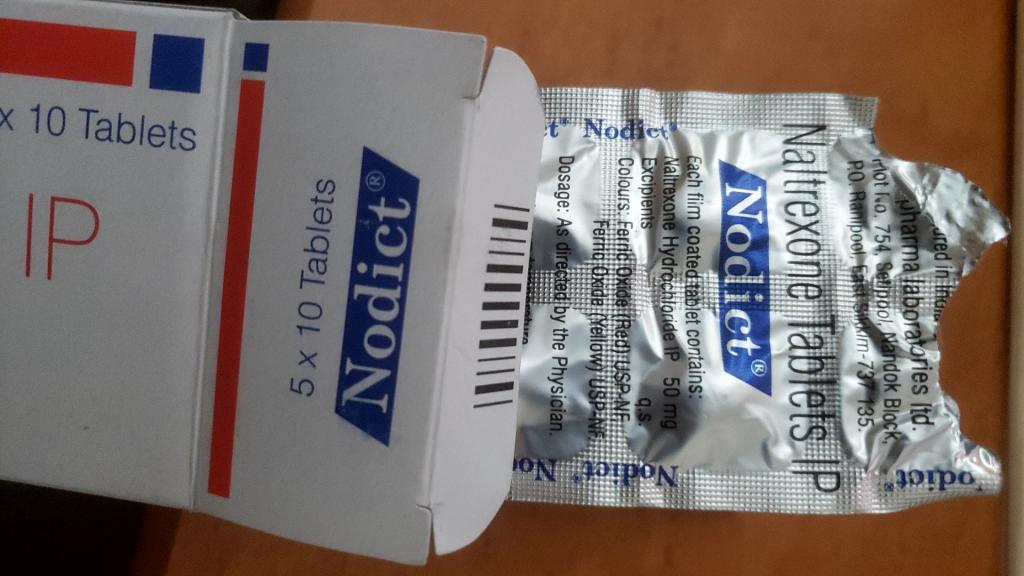 x 10 Tablets
IP
5 x 10 Tablets
Nodict®
Nodict®
Naltrexone Tablets IP
Nodict®
Each film coated tablet contains:
Naltrexone Hydrochloride IP 50 mg
Excipients q.s.
Colours: Ferric Oxide (Red) USP-NF
Ferric Oxide (Yellow) USP-NF
Dosage: As directed by the Physician.
pharma laboratories ltd.
754, Setipool, Nandok Block,
P.O. Ranipool, East Sikkim-737 135.
Nodict®
odict®